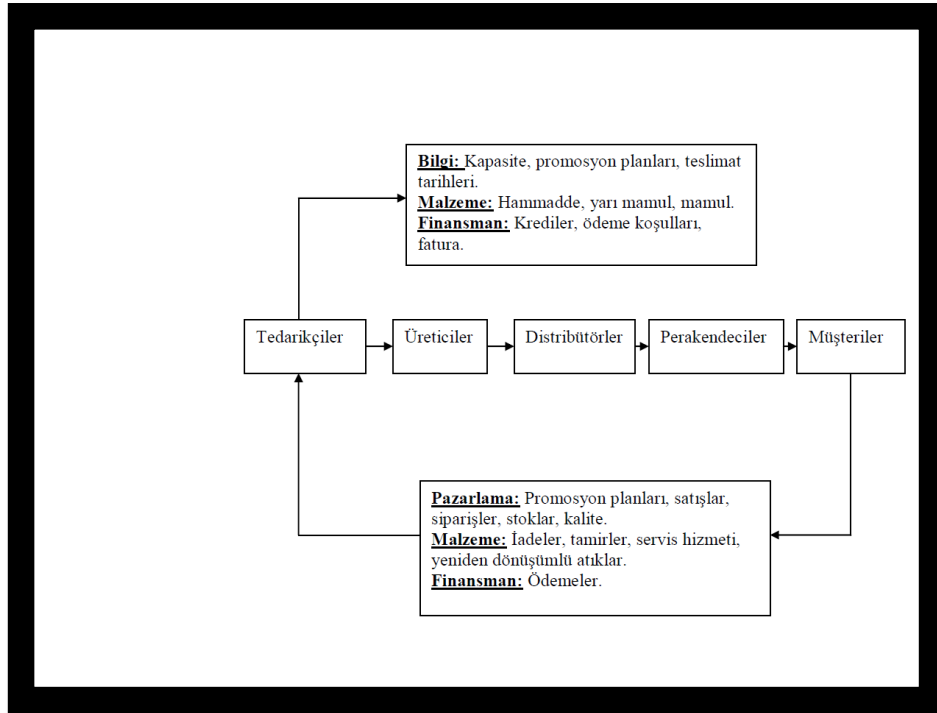 Bilgi: Kapasite, promosyon planları, teslimat
tarihleri.
Malzeme: Hammadde, yarı mamul, mamul.
Finansman: Krediler, ödeme koşulları,
fatura.
Tedarikçiler
Üreticiler
Distribütörler
Perakendeciler
Müşteriler
Pazarlama: Promosyon planları, satışlar,
siparişler, stoklar, kalite.
Malzeme: İadeler, tamirler, servis hizmeti,
yeniden dönüşümlü atıklar.
Finansman: Ödemeler.